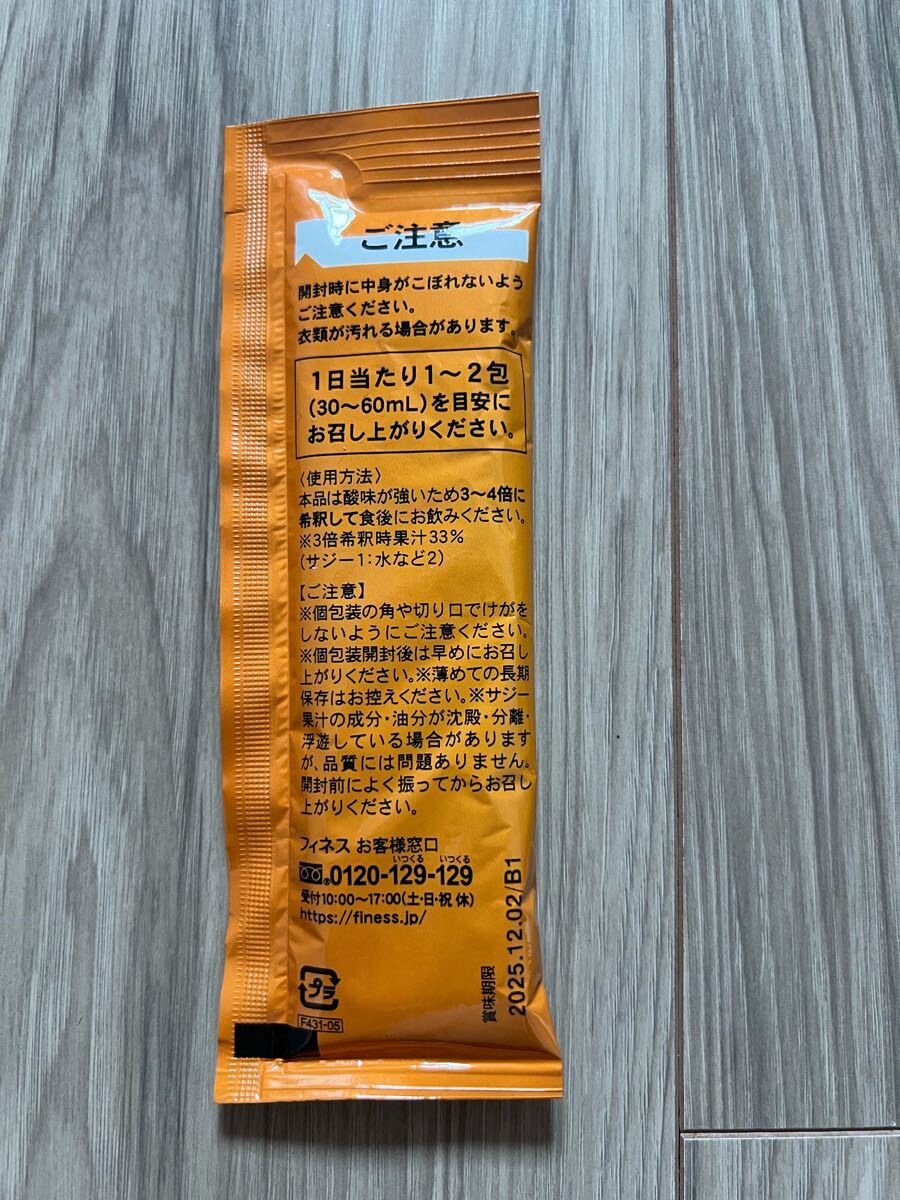 ご注意
開封時に中身がこぼれないよう
ご注意ください。
衣類が汚れる場合があります。
1日当たり1〜2包
(30〜60mL)を目安に
お召し上がりください。
〈使用方法〉
本品は酸味が強いため3〜4倍に
希釈して食後にお飲みください。
※3倍希釈時果汁33%
(サジー1:水など2)
【ご注意】
※個包装の角や切り口でけがを
しないようにご注意ください。
※個包装開封後は早めにお召し
上がりください。※薄めての長期
保存はお控えください。※サジー
果汁の成分・油分が沈殿・分離・
浮遊している場合があります
が、品質には問題ありません。
開封前によく振ってからお召し
上がりください。
フィネス お客様窓口
いつくる いつくる
0120-129-129
受付10:00〜17:00(土・日・祝 休)
https://finess.jp/
プラ
F431-05
賞味期限
2025.12.02/B1